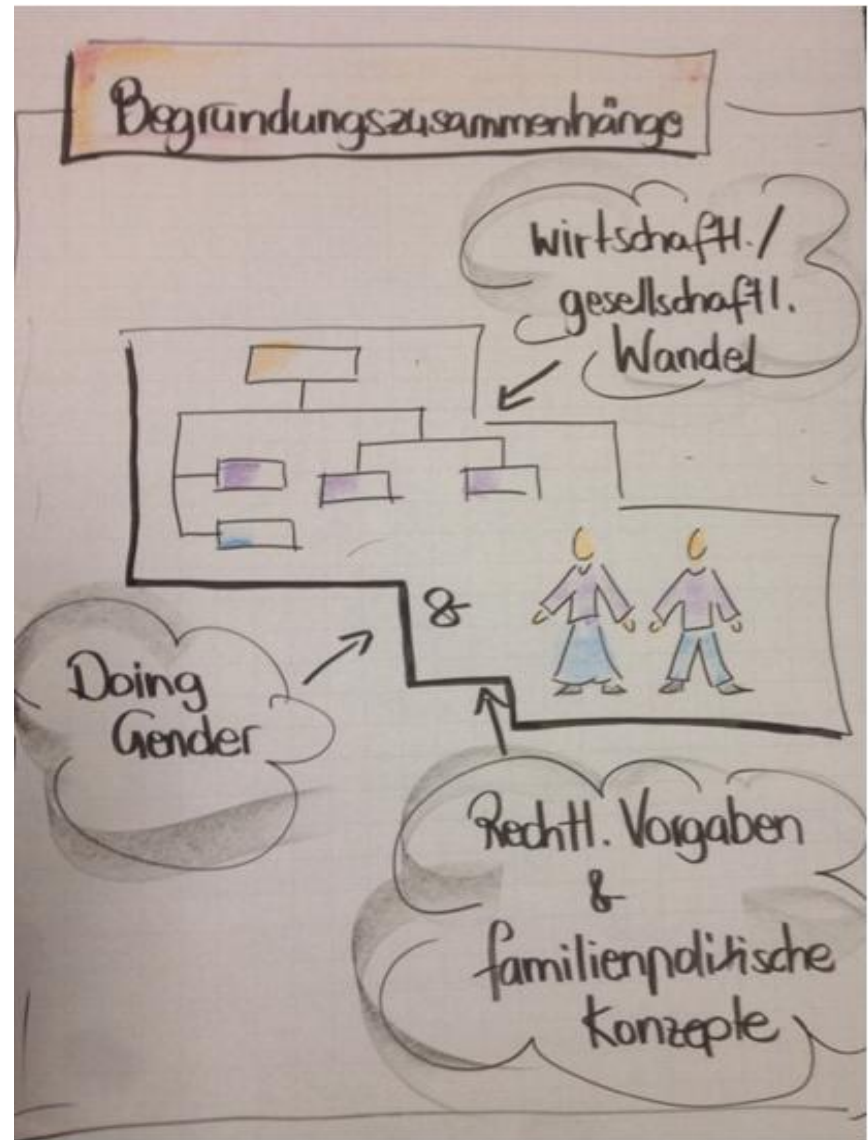 Begründungszusammenhänge
wirtschaftl./
gesellschaftl.
Wandel
&
Doing
Gender
Rechtl. Vorgaben
&
familienpolitische
Konzepte